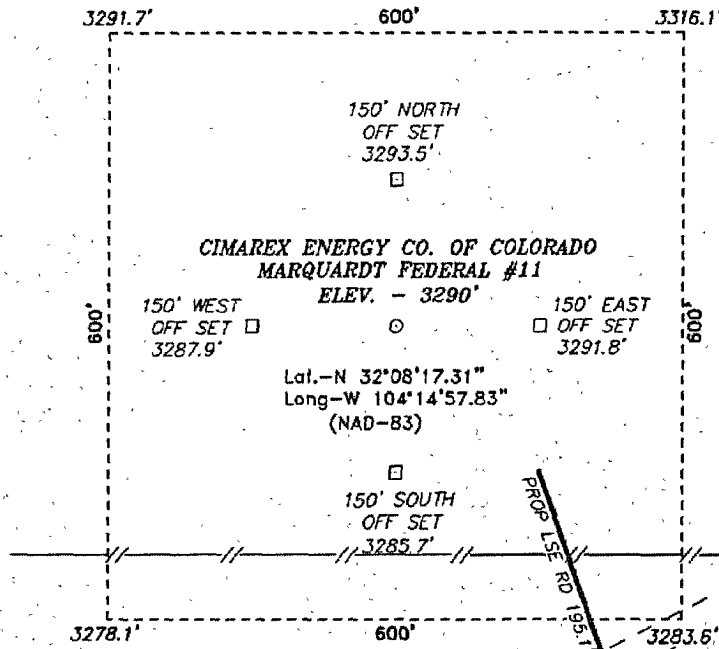 3291.7' 600' 3316.1'
150' NORTH
OFF SET
3293.5'
CIMAREX ENERGY CO. OF COLORADO
MARQUARDT FEDERAL #11
ELEV. - 3290'
150' WEST
OFF SET
3287.9'
150' EAST
OFF SET
3291.8'
600'
600'
Lat.-N 32°08'17.31"
Long-W 104°14'57.83"
(NAD-83)
150' SOUTH
OFF SET
3285.7'
PROP LSE RD 195.1
3278.1' 600' 3283.6'